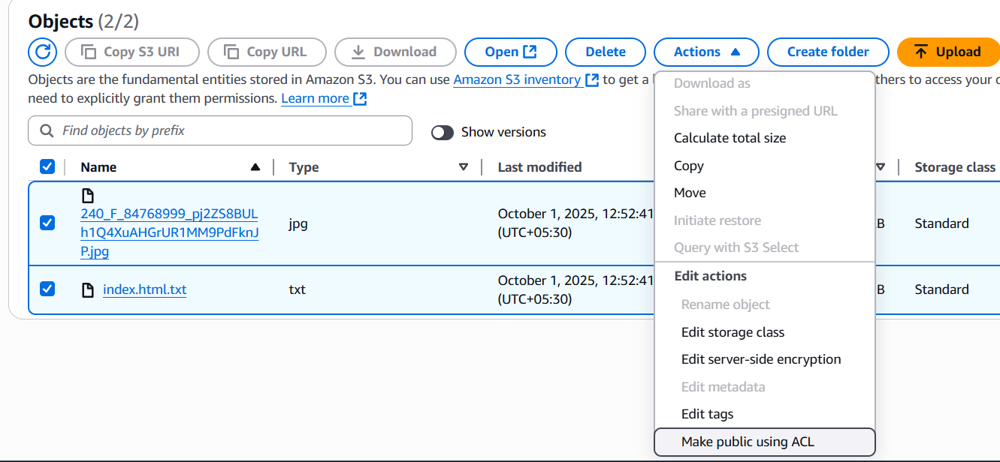 Objects (2/2)
Copy S3 URI
Copy URL
Download
Open
Delete
Actions
Create folder
Upload
Objects are the fundamental entities stored in Amazon S3. You can use Amazon S3 inventory to get a
thers to access your
need to explicitly grant them permissions. Learn more
Find objects by prefix
Show versions
Name
Type
Last modified
Storage class
240_F_84768999_pj2ZS8BUL
h1Q4XuAHGrUR1MM9PdFknJ
P.jpg
jpg
October 1, 2025, 12:52:41
(UTC+05:30)
B
Standard
index.html.txt
txt
October 1, 2025, 12:52:41
(UTC+05:30)
B
Standard
Download as
Share with a presigned URL
Calculate total size
Copy
Move
Initiate restore
Query with S3 Select
Edit actions
Rename object
Edit storage class
Edit server-side encryption
Edit metadata
Edit tags
Make public using ACL